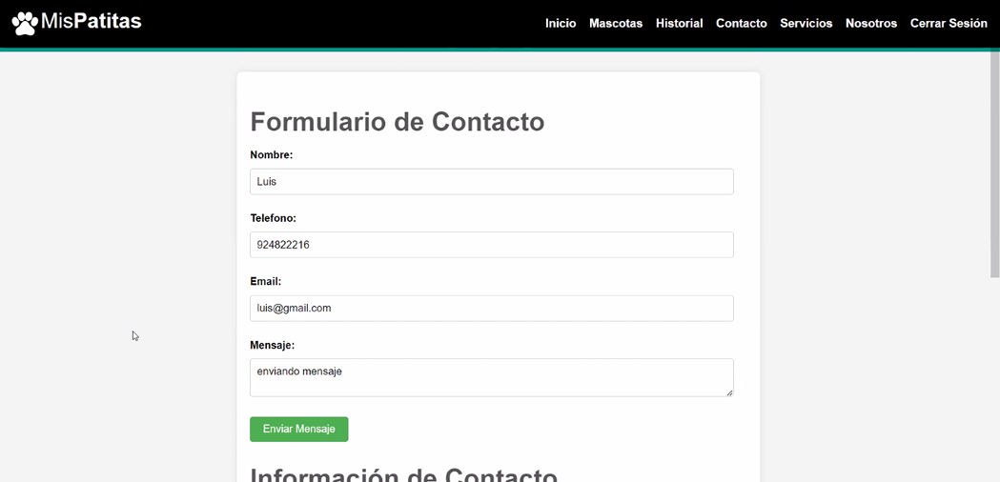 MisPatitas
Inicio Mascotas Historial Contacto Servicios Nosotros Cerrar Sesión
Formulario de Contacto
Nombre:
Luis
Telefono:
924822216
Email:
luis@gmail.com
Mensaje:
enviando mensaje
Enviar Mensaje
Información de Contacto